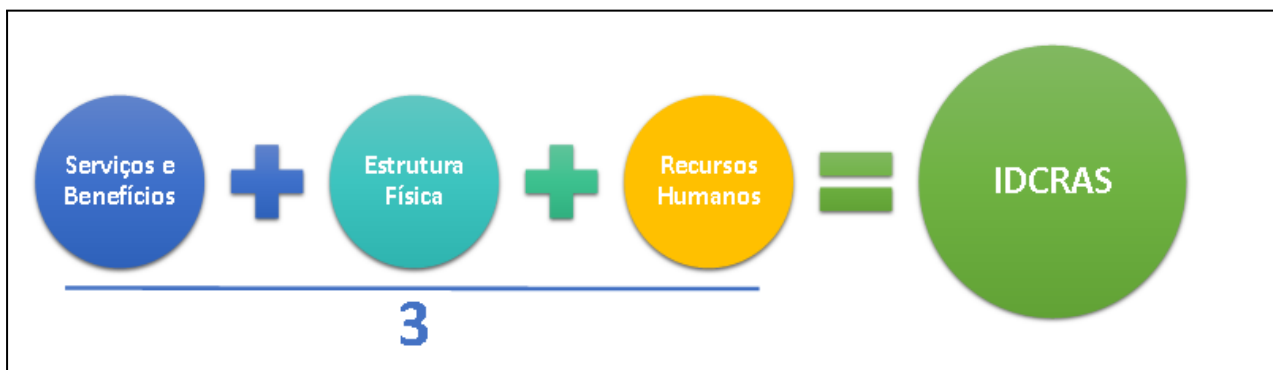 Serviços e
Benefícios
Estrutura
Física
Recursos
Humanos
IDCRAS
3